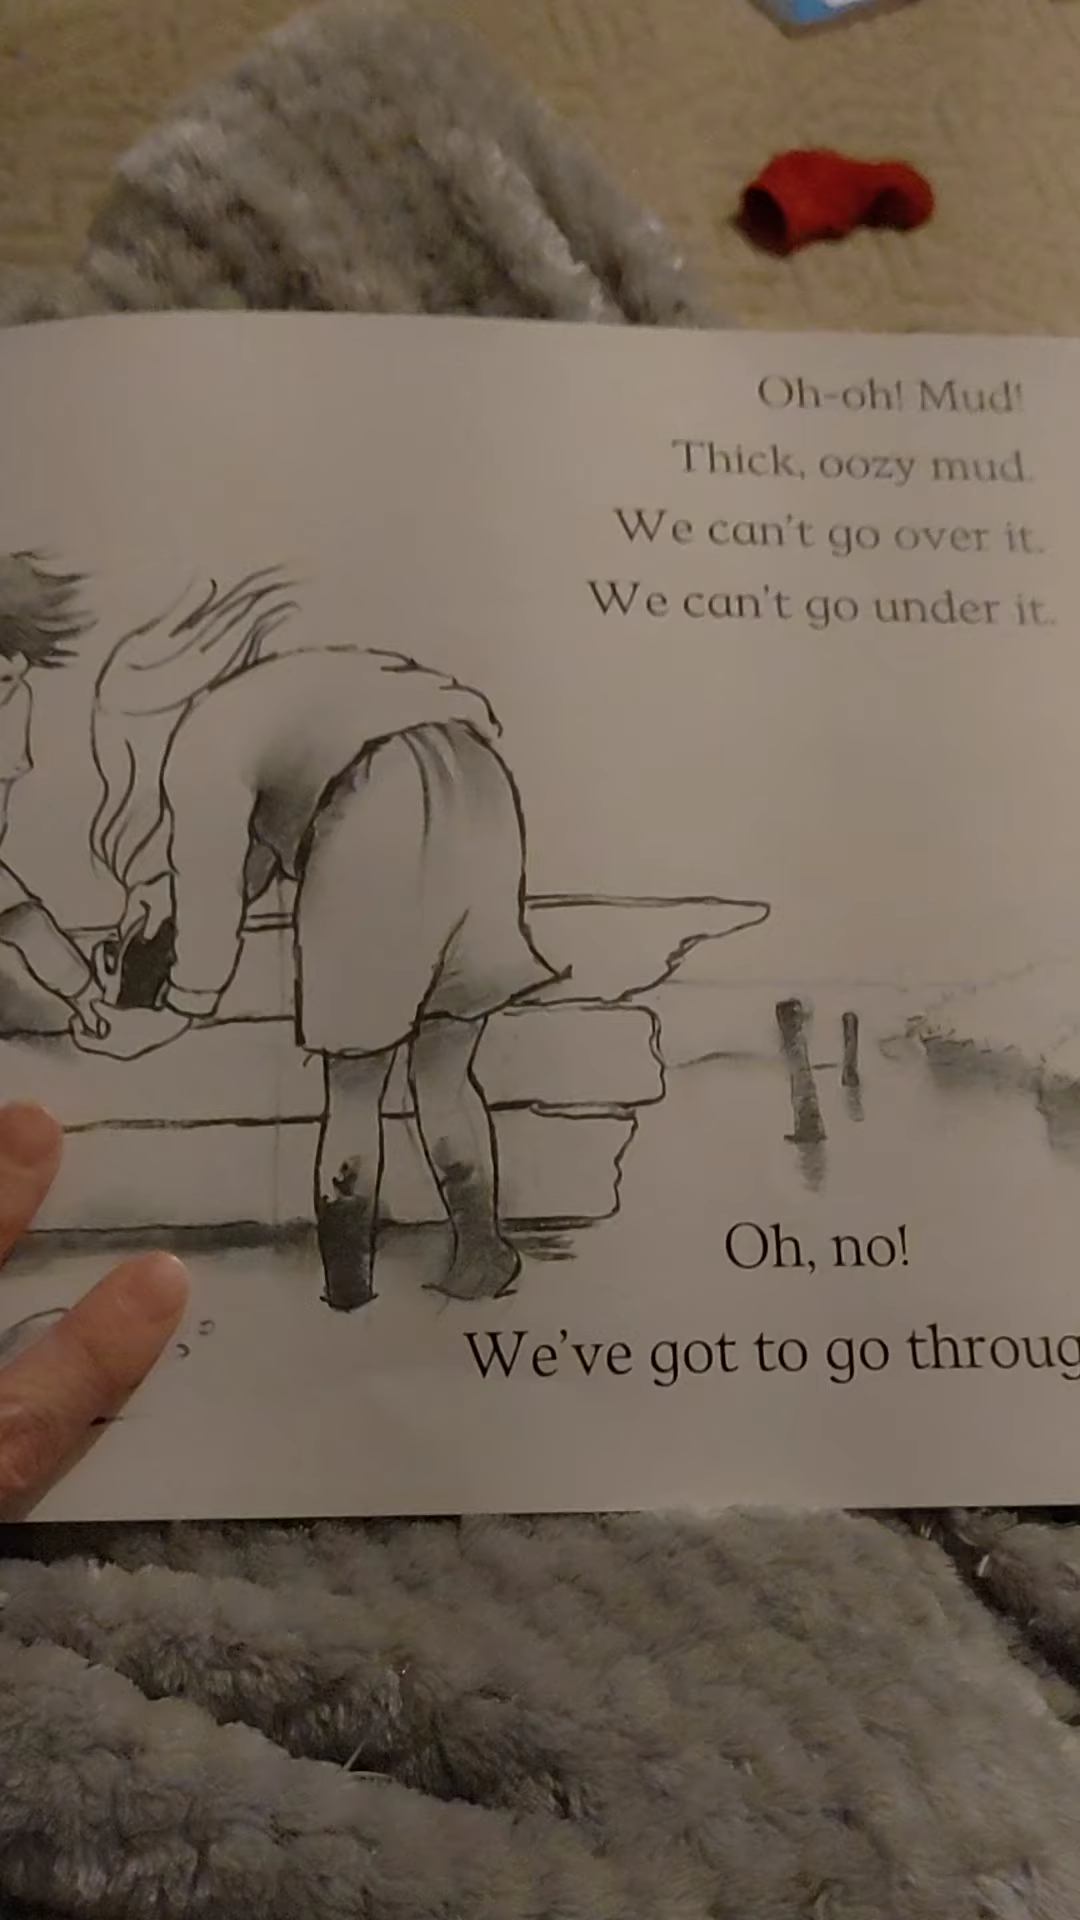 Oh-oh! Mud!
Thick, oozy mud.
We can't go over it.
We can't go under it.
Oh, no!
We've got to go throug